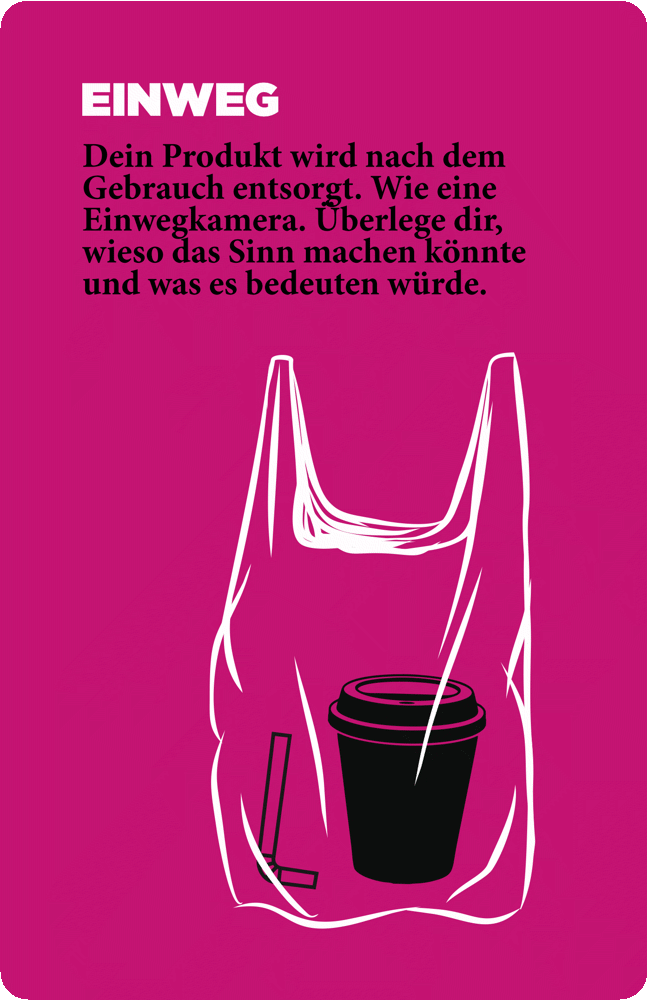 EINWEG
Dein Produkt wird nach dem
Gebrauch entsorgt. Wie eine
Einwegkamera. Überlege dir,
wieso das Sinn machen könnte
und was es bedeuten würde.